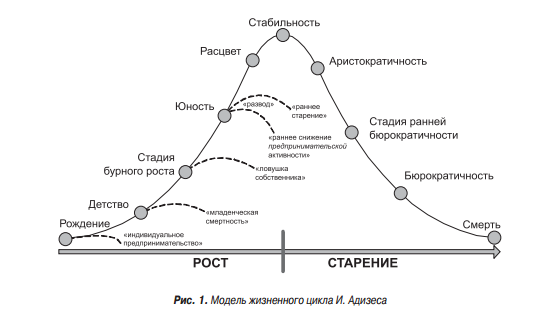 Стабильность
Расцвет
Аристократичность
Юность
«развод»
«раннее
старение»
«раннее снижение
предпринимательской
активности»
Стадия ранней
бюрократичности
Стадия
бурного роста
«ловушка
собственника»
Бюрократичность
Детство
«младенческая
смертность»
Рождение
«индивидуальное
предпринимательство»
Смерть
РОСТ
СТАРЕНИЕ
Рис. 1. Модель жизненного цикла И. Адизеса